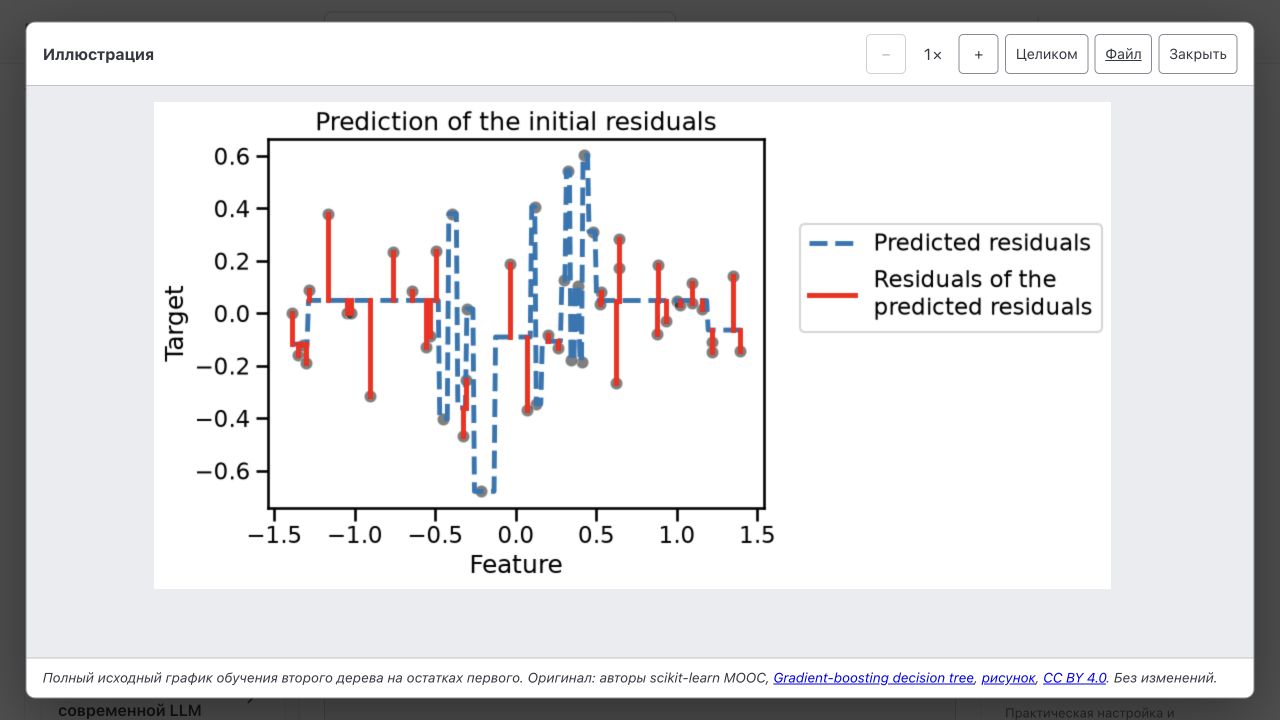 Иллюстрация
− 1× + Целиком Файл Закрыть
Prediction of the initial residuals
0.6
0.4
0.2
0.0
−0.2
−0.4
−0.6
Target
−1.5 −1.0 −0.5 0.0 0.5 1.0 1.5
Feature
Predicted residuals
Residuals of the
predicted residuals
Полный исходный график обучения второго дерева на остатках первого. Оригинал: авторы scikit-learn MOOC, Gradient-boosting decision tree, рисунок, CC BY 4.0. Без изменений.
современной LLM
Практическая настройка и